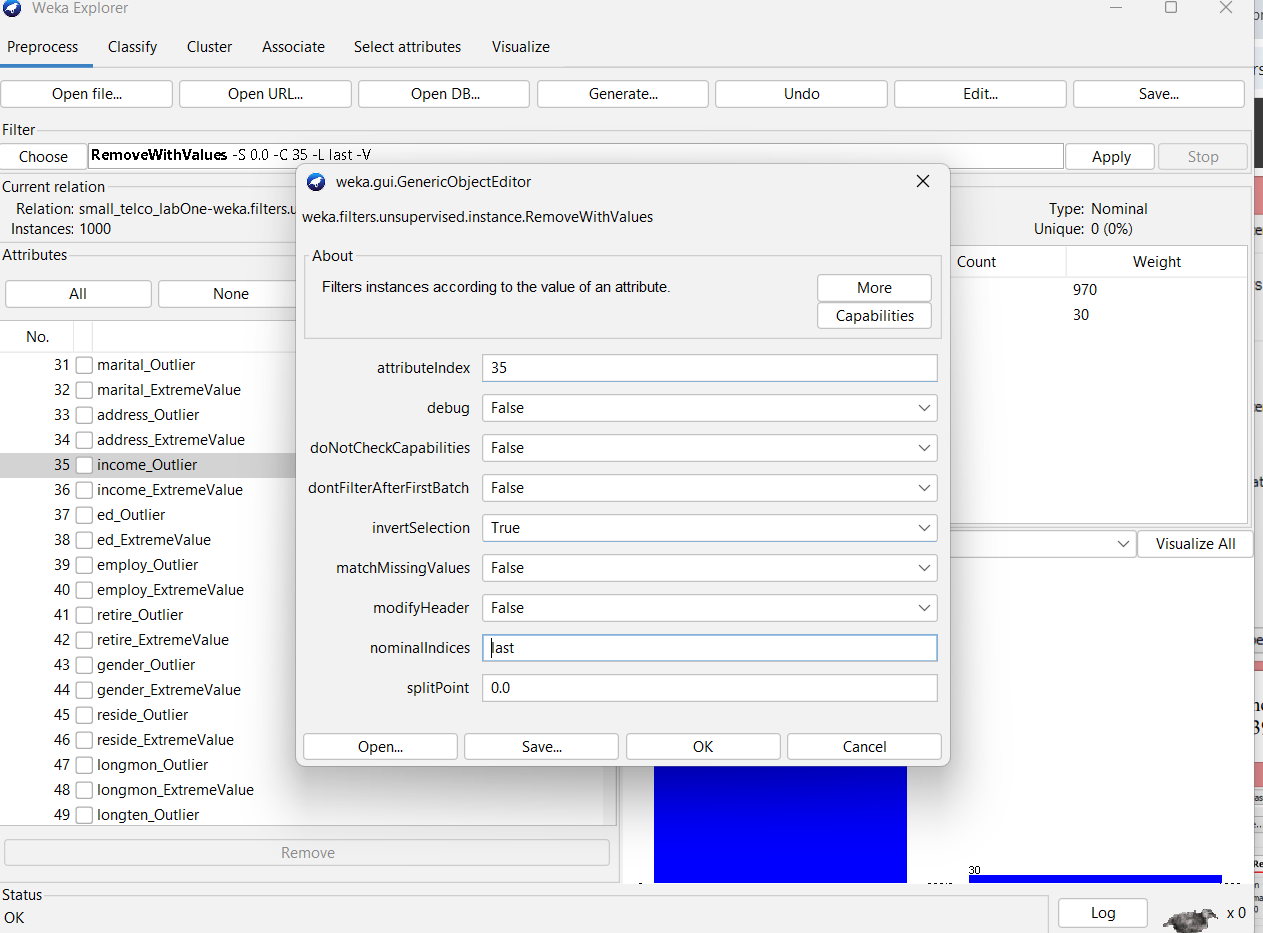 Weka Explorer
Preprocess Classify Cluster Associate Select attributes Visualize
Open file... Open URL... Open DB... Generate... Undo Edit... Save...
Filter
Choose RemoveWithValues -S 0.0 -C 35 -L last -V Apply Stop
Current relation
Relation: small_telco_labOne-weka.filters.u
Instances: 1000
Type: Nominal
Unique: 0 (0%)
Attributes
All None
No.
31 marital_Outlier
32 marital_ExtremeValue
33 address_Outlier
34 address_ExtremeValue
35 income_Outlier
36 income_ExtremeValue
37 ed_Outlier
38 ed_ExtremeValue
39 employ_Outlier
40 employ_ExtremeValue
41 retire_Outlier
42 retire_ExtremeValue
43 gender_Outlier
44 gender_ExtremeValue
45 reside_Outlier
46 reside_ExtremeValue
47 longmon_Outlier
48 longmon_ExtremeValue
49 longten_Outlier
Remove
weka.gui.GenericObjectEditor
weka.filters.unsupervised.instance.RemoveWithValues
About
Filters instances according to the value of an attribute.
More
Capabilities
attributeIndex 35
debug False
doNotCheckCapabilities False
dontFilterAfterFirstBatch False
invertSelection True
matchMissingValues False
modifyHeader False
nominalIndices last
splitPoint 0.0
Open... Save... OK Cancel
Count Weight
970
30
Visualize All
30
Status
OK
Log
x 0